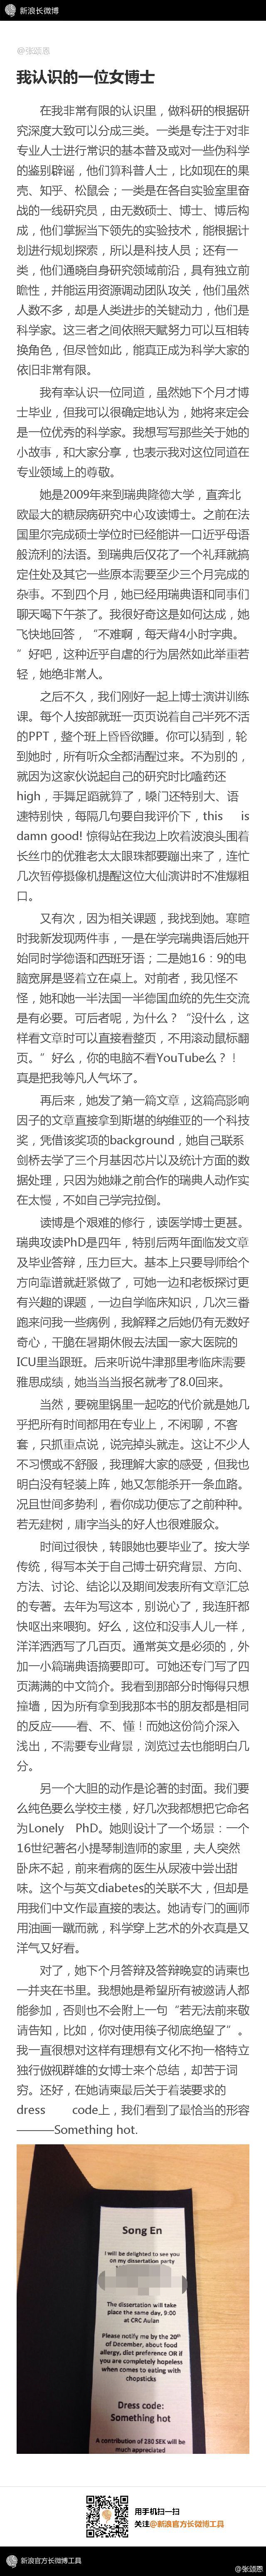 新浪长微博
@张颂恩
我认识的一位女博士
在我非常有限的认识里，做科研的根据研
究深度大致可以分成三类。一类是专注于对非
专业人士进行常识的基本普及或对一些伪科学
的鉴别辟谣，他们算科普人士，比如现在的果
壳、知乎、松鼠会；一类是在各自实验室里奋
战的一线研究员，由无数硕士、博士、博后构
成，他们掌握当下领先的实验技术，能根据计
划进行规划探索，所以是科技人员；还有一
类，他们通晓自身研究领域前沿，具有独立前
瞻性，并能运用资源调动团队攻关，他们虽然
人数不多，却是人类进步的关键动力，他们是
科学家。这三者之间依照天赋努力可以互相转
换角色，但尽管如此，能真正成为科学大家的
依旧非常有限。
我有幸认识一位同道，虽然她下个月才博
士毕业，但我可以很确定地认为，她将来定会
是一位优秀的科学家。我想写写那些关于她的
小故事，和大家分享，也表示我对这位同道在
专业领域上的尊敬。
她是2009年来到瑞典隆德大学，直奔北
欧最大的糖尿病研究中心攻读博士。之前在法
国里尔完成硕士学位时已经能讲一口近乎母语
般流利的法语。到瑞典后仅花了一个礼拜就搞
定住处及其它一些原本需要至少三个月完成的
杂事。不到四个月，她已经用瑞典语和同事们
聊天喝下午茶了。我很好奇这是如何达成，她
飞快地回答，“不难啊，每天背4小时字典。
”好吧，这种近乎自虐的行为居然如此举重若
轻，她绝非常人。
之后不久，我们刚好一起上博士演讲训练
课。每个人按部就班一页页说着自己半死不活
的PPT，整个班上昏昏欲睡。你可以猜到，轮
到她时，所有听众全都清醒过来。不为别的，
就因为这家伙说起自己的研究时比嗑药还
high，手舞足蹈就算了，嗓门还特别大、语
速特别快，每隔几句要自我评价下，this is
damn good! 惊得站在我边上吹着波浪头围着
长丝巾的优雅老太太眼珠都要蹦出来了，连忙
几次暂停摄像机提醒这位大仙演讲时不准爆粗
口。
又有次，因为相关课题，我找到她。寒暄
时我新发现两件事，一是在学完瑞典语后她开
始同时学德语和西班牙语；二是她16：9的电
脑宽屏是竖着立在桌上。对前者，我见怪不
怪，她和她一半法国一半德国血统的先生交流
是有必要。可后者呢，为什么？“没什么，这
样看文章时可以直接看整页，不用滚动鼠标翻
页。”好么，你的电脑不看YouTube么？！
真是把我等凡人气坏了。
再后来，她发了第一篇文章，这篇高影响
因子的文章直接拿到斯堪的纳维亚的一个科技
奖，凭借该奖项的background，她自己联系
剑桥去学了三个月基因芯片以及统计方面的数
据处理，只因为她嫌之前合作的瑞典人动作实
在太慢，不如自己学完拉倒。
读博是个艰难的修行，读医学博士更甚。
瑞典攻读PhD是四年，特别后两年面临发文章
及毕业答辩，压力巨大。基本上只要导师给个
方向靠谱就赶紧做了，可她一边和老板探讨更
有兴趣的课题，一边自学临床知识，几次三番
跑来问我一些病例，我解释之后她仍有无数好
奇心，干脆在暑期休假去法国一家大医院的
ICU里当跟班。后来听说牛津那里考临床需要
雅思成绩，她当当当报名就考了8.0回来。
当然，要碗里锅里一起吃的代价就是她几
乎把所有时间都用在专业上，不闲聊，不客
套，只抓重点说，说完掉头就走。这让不少人
不习惯或不舒服，我理解大家的感受，但我也
明白没有轻装上阵，她又怎能杀开一条血路。
况且世间多势利，看你成功便忘了之前种种。
若无建树，庸字当头的好人也很难服众。
时间过很快，转眼她也要毕业了。按大学
传统，得写本关于自己博士研究背景、方向、
方法、讨论、结论以及期间发表所有文章汇总
的专著。去年为写这本，别说心了，我连肝都
快呕出来喂狗。好么，这位和没事人儿一样，
洋洋洒洒写了几百页。通常英文是必须的，外
加一小篇瑞典语摘要即可。可她还专门写了四
页满满的中文简介。我看到那部分时悔得只想
撞墙，因为所有拿到我那本书的朋友都是相同
的反应——看、不、懂！而她这份简介深入
浅出，不需要专业背景，浏览过去也能明白几
分。
另一个大胆的动作是论著的封面。我们要
么纯色要么学校主楼，好几次我都想把它命名
为Lonely PhD。她则设计了一个场景：一个
16世纪著名小提琴制造师的家里，夫人突然
卧床不起，前来看病的医生从尿液中尝出甜
味。这个与英文diabetes的关联不大，但却是
用我们中文作最直接的表达。她请专门的画师
用油画一蹴而就，科学穿上艺术的外衣真是又
洋气又好看。
对了，她下个月答辩及答辩晚宴的请柬也
一并夹在书里。我想她是希望所有被邀请人都
能参加，否则也不会附上一句“若无法前来敬
请告知，比如，你对使用筷子彻底绝望了”。
我一直很想对这样有理想有文化不拘一格特立
独行傲视群雄的女博士来个总结，却苦于词
穷。还好，在她请柬最后关于着装要求的
dress code上，我们看到了最恰当的形容
———Something hot.
Song En
I will be delighted to see you
on my dissertation party
The dissertation will take
place the same day, 9:00
at CRC Aulan
Please notify me by the 20th
of December, about food
allergy, diet preference OR if
you are completely hopeless
when comes to eating with
chopsticks
Dress code:
Something hot
A contribution of 280 SEK will be
much appreciated
用手机扫一扫
关注@新浪官方长微博工具
新浪官方长微博工具
@张颂恩